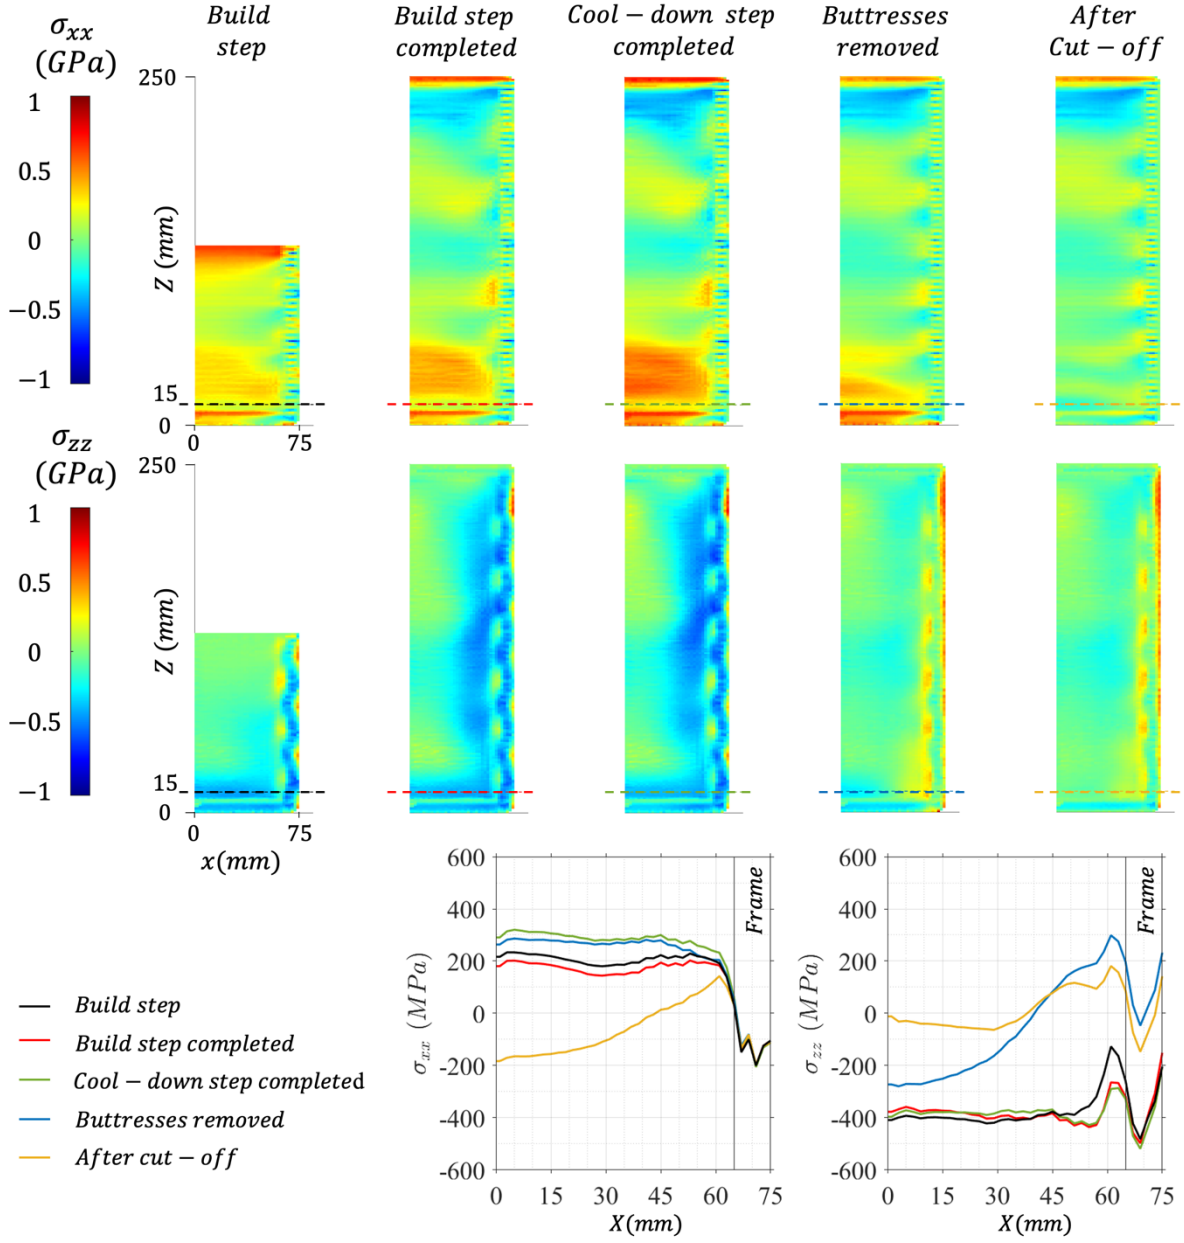 σxx
(GPa)
Build
step
Build step
completed
Cool − down step
completed
Buttresses
removed
After
Cut − off
1
0.5
0
−0.5
−1
250
Z (mm)
15
0
0
75
σzz
(GPa)
1
0.5
0
−0.5
−1
250
Z (mm)
15
0
0
75
x(mm)
Build step
Build step completed
Cool − down step completed
Buttresses removed
After cut − off
600
400
200
0
-200
-400
-600
σxx (MPa)
Frame
0 15 30 45 60 75
X(mm)
600
400
200
0
-200
-400
-600
σzz (MPa)
Frame
0 15 30 45 60 75
X(mm)